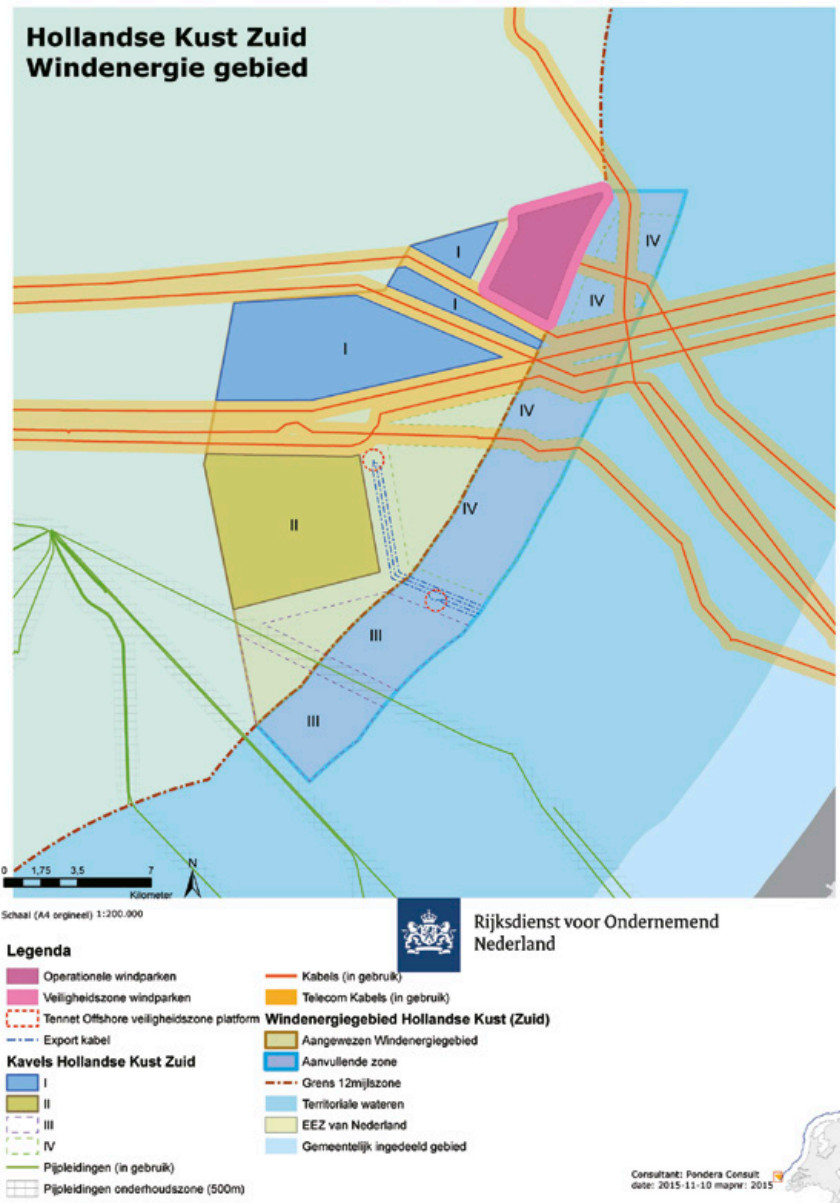 Hollandse Kust Zuid
Windenergie gebied
I
IV
I
IV
I
IV
IV
II
III
III
0 1,75 3,5 7
Kilometer
N
Schaal (A4 orgineel) 1:200.000
Rijksdienst voor Ondernemend
Nederland
Legenda
Operationele windparken
Veiligheidszone windparken
Tennet Offshore veiligheidszone platform
Export kabel
Kavels Hollandse Kust Zuid
I
II
III
IV
Pijpleidingen (in gebruik)
Pijpleidingen onderhoudszone (500m)
Kabels (in gebruik)
Telecom Kabels (in gebruik)
Windenergiegebied Hollandse Kust (Zuid)
Aangewezen Windenergiegebied
Aanvullende zone
Grens 12mijlszone
Territoriale wateren
EEZ van Nederland
Gemeentelijk ingedeeld gebied
Consultant: Pondera Consult
date: 2015-11-10 mapnr: 2015